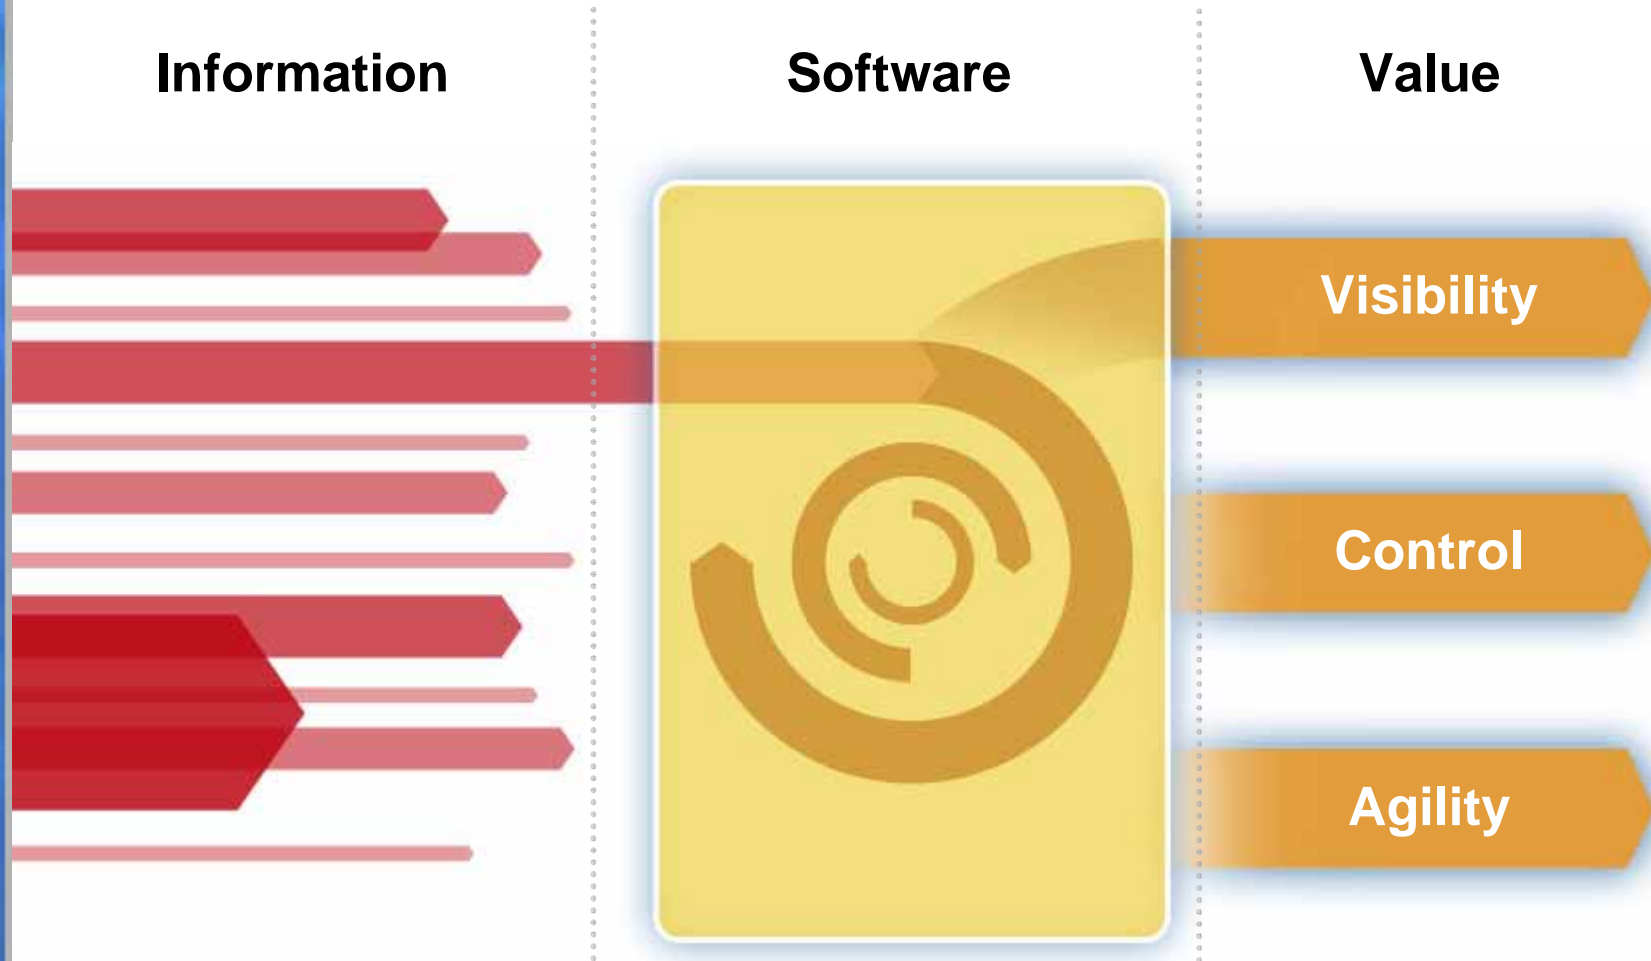 Information
Software
Value
Visibility
Control
Agility